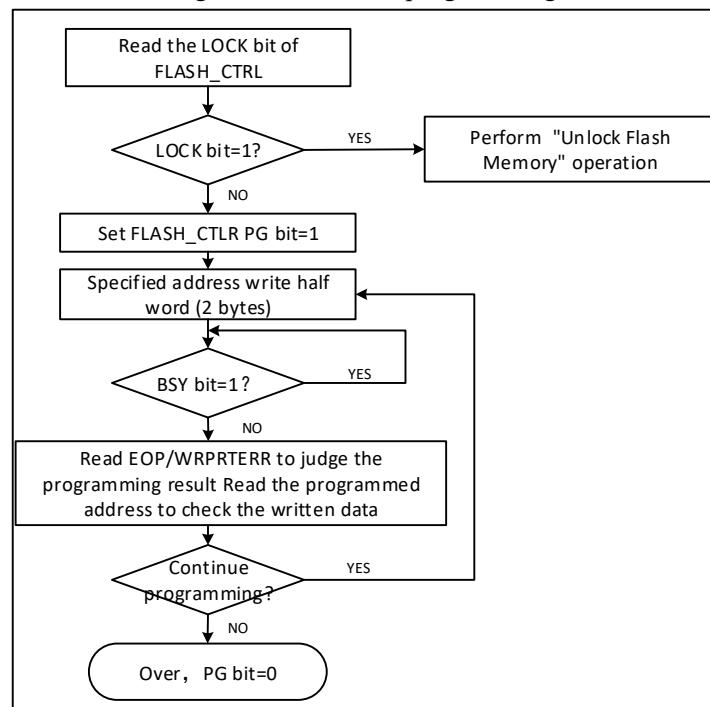 Read the LOCK bit of
FLASH_CTRL
LOCK bit=1?
YES
Perform "Unlock Flash
Memory" operation
NO
Set FLASH_CTLR PG bit=1
Specified address write half
word (2 bytes)
BSY bit=1?
YES
NO
Read EOP/WRPRTERR to judge the
programming result Read the programmed
address to check the written data
Continue
programming?
YES
NO
Over, PG bit=0